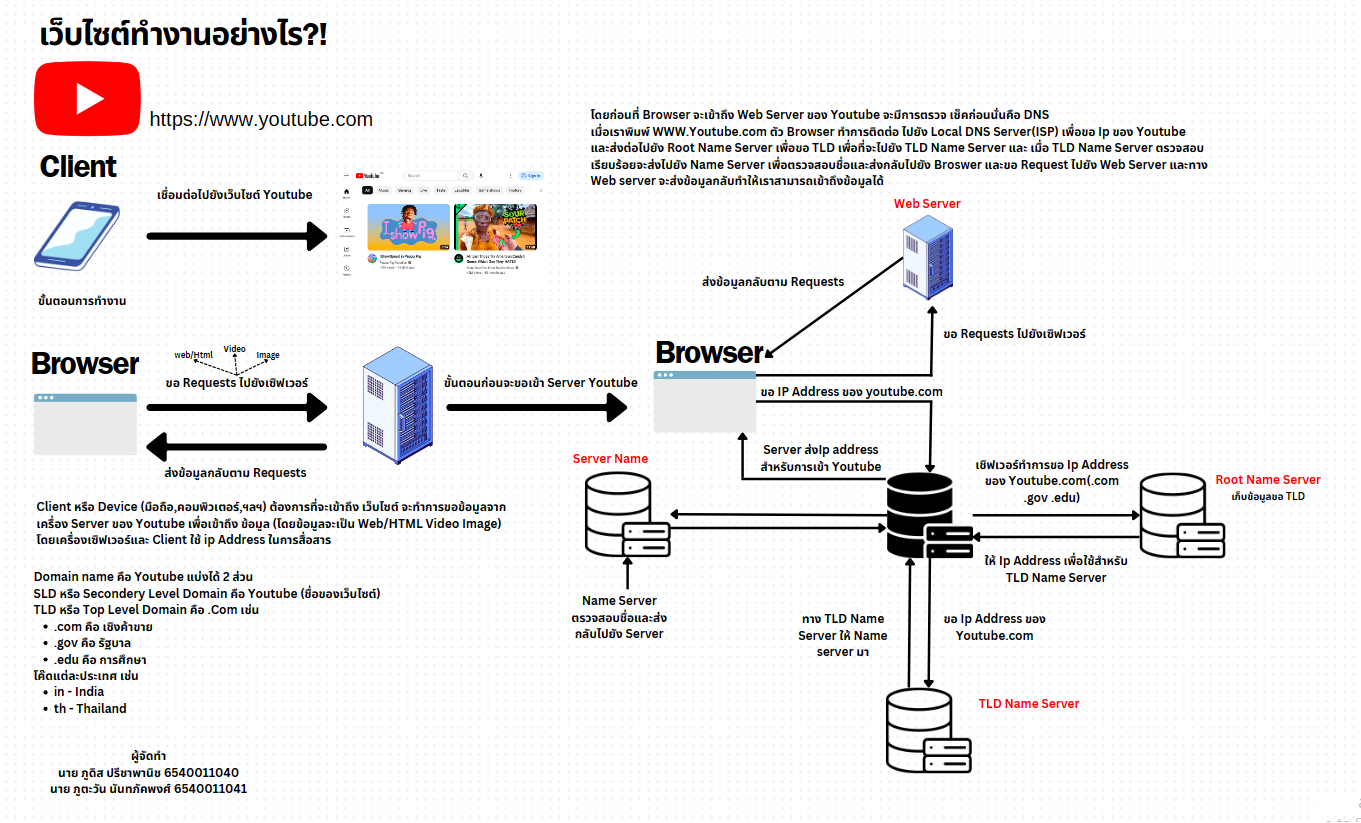 เว็บไซต์ทำงานอย่างไร?!
https://www.youtube.com
Client
เชื่อมต่อไปยังเว็บไซต์ Youtube
YouTube
Search
Sign in
All
Music
Gaming
Live
Laughter
Game shows
History
I show Pig
SOUR PATCH
ขั้นตอนการทำงาน
Browser
web/Html
Video
Image
ขอ Requests ไปยังเซิฟเวอร์
ส่งข้อมูลกลับตาม Requests
ขั้นตอนก่อนจะขอเข้า Server Youtube
Client หรือ Device (มือถือ,คอมพิวเตอร์,ฯลฯ) ต้องการที่จะเข้าถึง เว็บไซต์ จะทำการขอข้อมูลจาก
เครื่อง Server ของ Youtube เพื่อเข้าถึง ข้อมูล (โดยข้อมูลจะเป็น Web/HTML Video Image)
โดยเครื่องเซิฟเวอร์และ Client ใช้ ip Address ในการสื่อสาร
Domain name คือ Youtube แบ่งได้ 2 ส่วน
SLD หรือ Secondery Level Domain คือ Youtube (ชื่อของเว็บไซต์)
TLD หรือ Top Level Domain คือ .Com เช่น
• .com คือ เชิงค้าขาย
• .gov คือ รัฐบาล
• .edu คือ การศึกษา
โค๊ดแต่ละประเทศ เช่น
• in - India
• th - Thailand
ผู้จัดทำ
นาย ภูดิส ปรีชาพานิช 6540011040
นาย ภูตะวัน นันทภัคพงศ์ 6540011041
โดยก่อนที่ Browser จะเข้าถึง Web Server ของ Youtube จะมีการตรวจ เช็คก่อนนั่นคือ DNS
เมื่อเราพิมพ์ WWW.Youtube.com ตัว Browser ทำการติดต่อ ไปยัง Local DNS Server(ISP) เพื่อขอ Ip ของ Youtube
และส่งต่อไปยัง Root Name Server เพื่อขอ TLD เพื่อที่จะไปยัง TLD Name Server และ เมื่อ TLD Name Server ตรวจสอบ
เรียบร้อยจะส่งไปยัง Name Server เพื่อตรวจสอบชื่อและส่งกลับไปยัง Broswer และขอ Request ไปยัง Web Server และทาง
Web server จะส่งข้อมูลกลับทำให้เราสามารถเข้าถึงข้อมูลได้
Web Server
ส่งข้อมูลกลับตาม Requests
ขอ Requests ไปยังเซิฟเวอร์
Browser
ขอ IP Address ของ youtube.com
Server ส่งIp address
สำหรับการเข้า Youtube
Server Name
เซิฟเวอร์ทำการขอ Ip Address
ของ Youtube.com(.com
.gov .edu)
Root Name Server
เก็บข้อมูลขอ TLD
ให้ Ip Address เพื่อใช้สำหรับ
TLD Name Server
Name Server
ตรวจสอบชื่อและส่ง
กลับไปยัง Server
ทาง TLD Name
Server ให้ Name
server มา
ขอ Ip Address ของ
Youtube.com
TLD Name Server